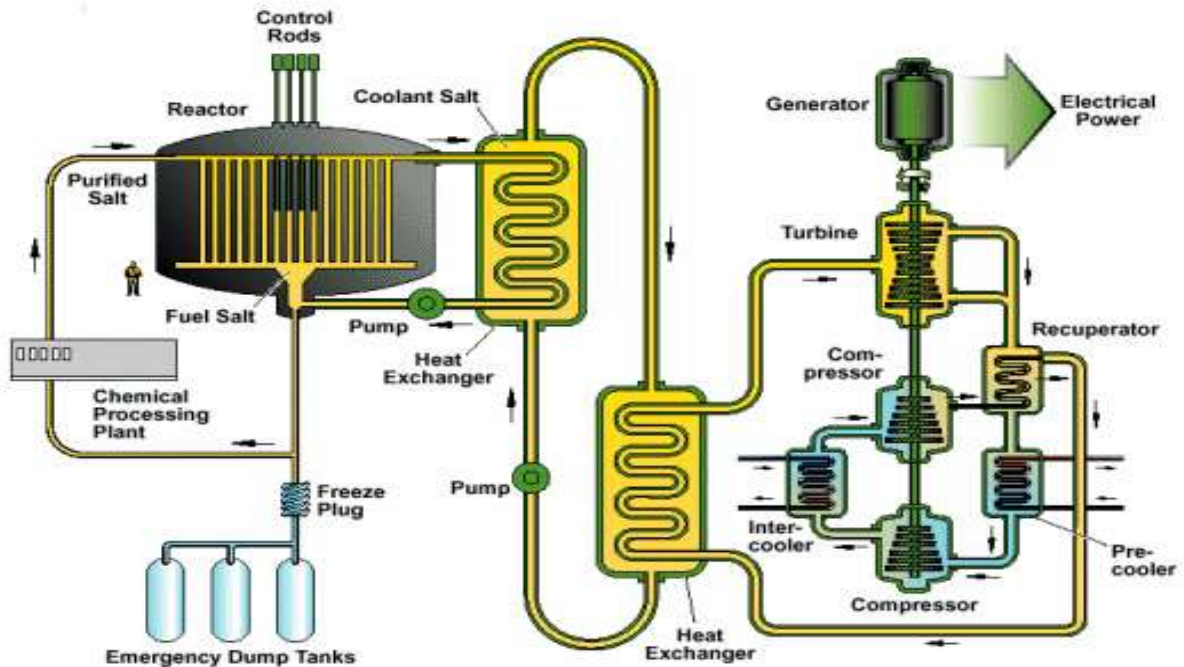 Control
Rods
Reactor
Coolant Salt
Generator
Electrical
Power
Purified
Salt
Turbine
Fuel Salt
Pump
Heat
Exchanger
Recuperator
Com-
pressor
Chemical
Processing
Plant
Freeze
Plug
Pump
Inter-
cooler
Pre-
cooler
Compressor
Heat
Exchanger
Emergency Dump Tanks